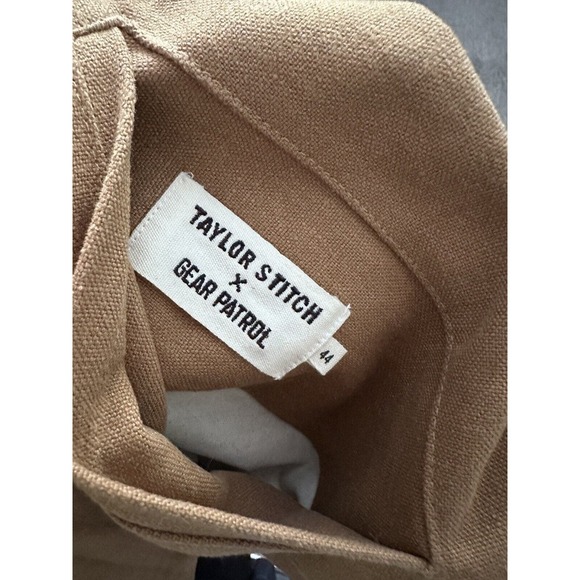 TAYLOR STITCH
X
GEAR PATROL
44